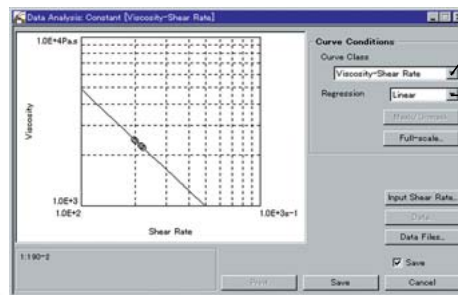 Data Analysis: Constant [Viscosity-Shear Rate]
1.0E+4Pa.s
Viscosity
1.0E+3
1.0E+2
1.0E+3s-1
Shear Rate
Curve Conditions
Curve Class
Viscosity-Shear Rate
Regression
Linear
Full-scale...
Input Shear Rate...
Data...
Data Files...
Save
1:190-2
Print
Save
Cancel